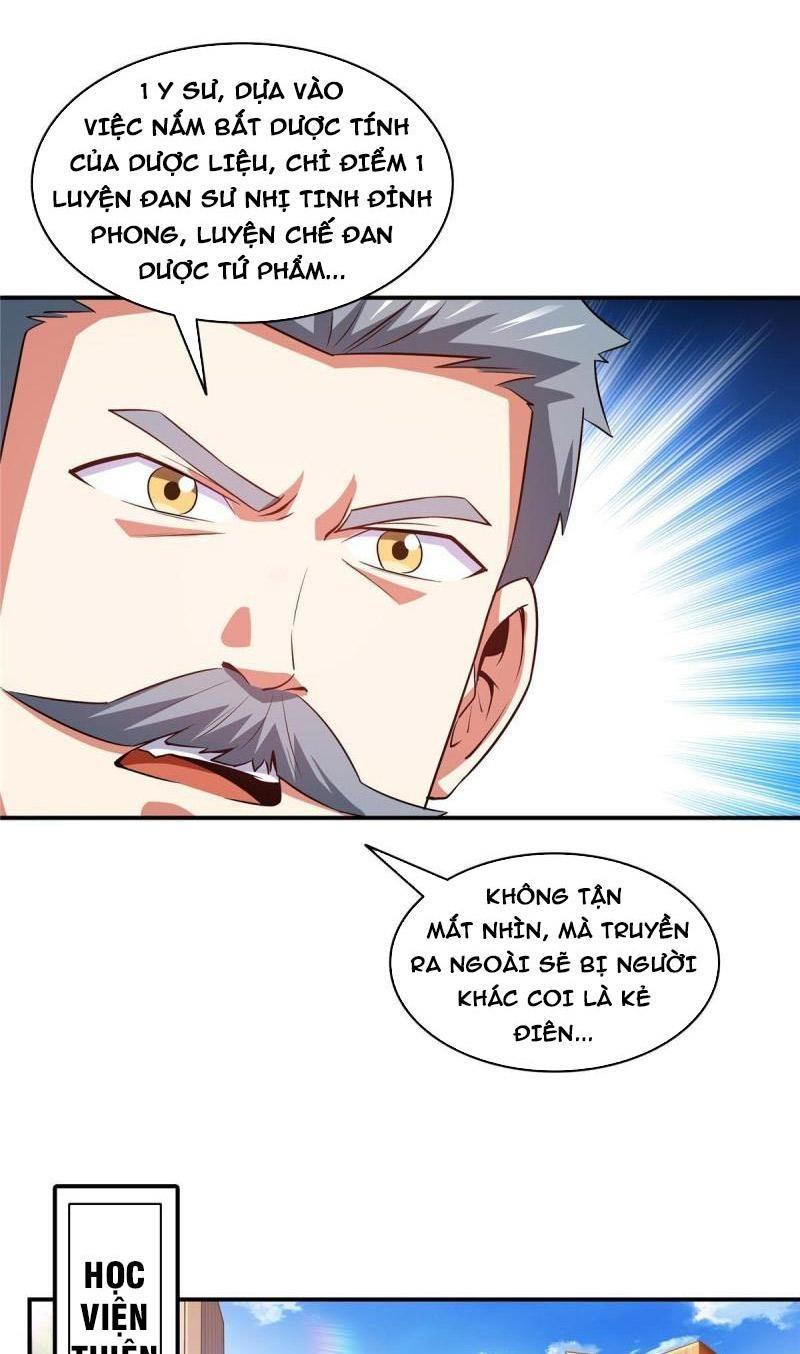 1 Y SƯ, DỰA VÀO
VIỆC NẮM BẮT DƯỢC TÍNH
CỦA DƯỢC LIỆU, CHỈ ĐIỂM 1
LUYỆN ĐAN SƯ NHỊ TINH ĐỈNH
PHONG, LUYỆN CHẾ ĐAN
DƯỢC TỨ PHẨM...
KHÔNG TẬN
MẮT NHÌN, MÀ TRUYỀN
RA NGOÀI SẼ BỊ NGƯỜI
KHÁC COI LÀ KẺ
ĐIÊN...
HỌC
VIỆN
THIÊN